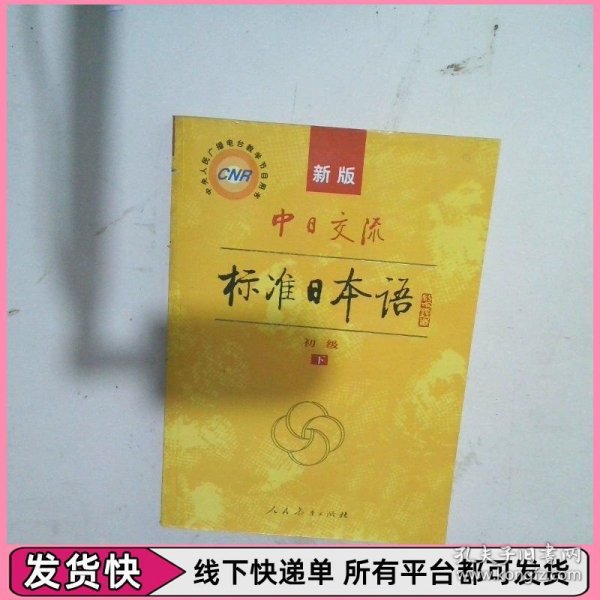 中央人民广播电台教学节目用书
CNR
新版
中日交流
标准日本语
初级
下
人民教育出版社
孔夫子旧书网
www.kongfz.com
发货快
线下快递单 所有平台都可发货